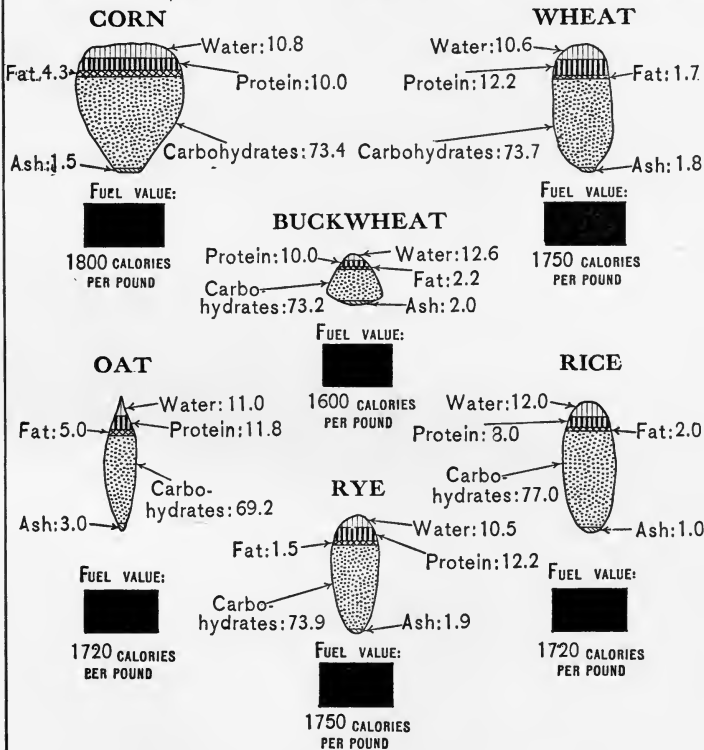 CORN
Water: 10.8
Fat: 4.3
Protein: 10.0
Carbohydrates: 73.4
Ash: 1.5
FUEL VALUE:
1800 CALORIES
PER POUND
WHEAT
Water: 10.6
Protein: 12.2
Fat: 1.7
Carbohydrates: 73.7
Ash: 1.8
FUEL VALUE:
1750 CALORIES
PER POUND
BUCKWHEAT
Protein: 10.0
Water: 12.6
Fat: 2.2
Carbo-
hydrates: 73.2
Ash: 2.0
FUEL VALUE:
1600 CALORIES
PER POUND
OAT
Water: 11.0
Fat: 5.0
Protein: 11.8
Carbo-
hydrates: 69.2
Ash: 3.0
FUEL VALUE:
1720 CALORIES
PER POUND
RYE
Water: 10.5
Fat: 1.5
Protein: 12.2
Carbo-
hydrates: 73.9
Ash: 1.9
FUEL VALUE:
1750 CALORIES
PER POUND
RICE
Water: 12.0
Protein: 8.0
Fat: 2.0
Carbo-
hydrates: 77.0
Ash: 1.0
FUEL VALUE:
1720 CALORIES
PER POUND